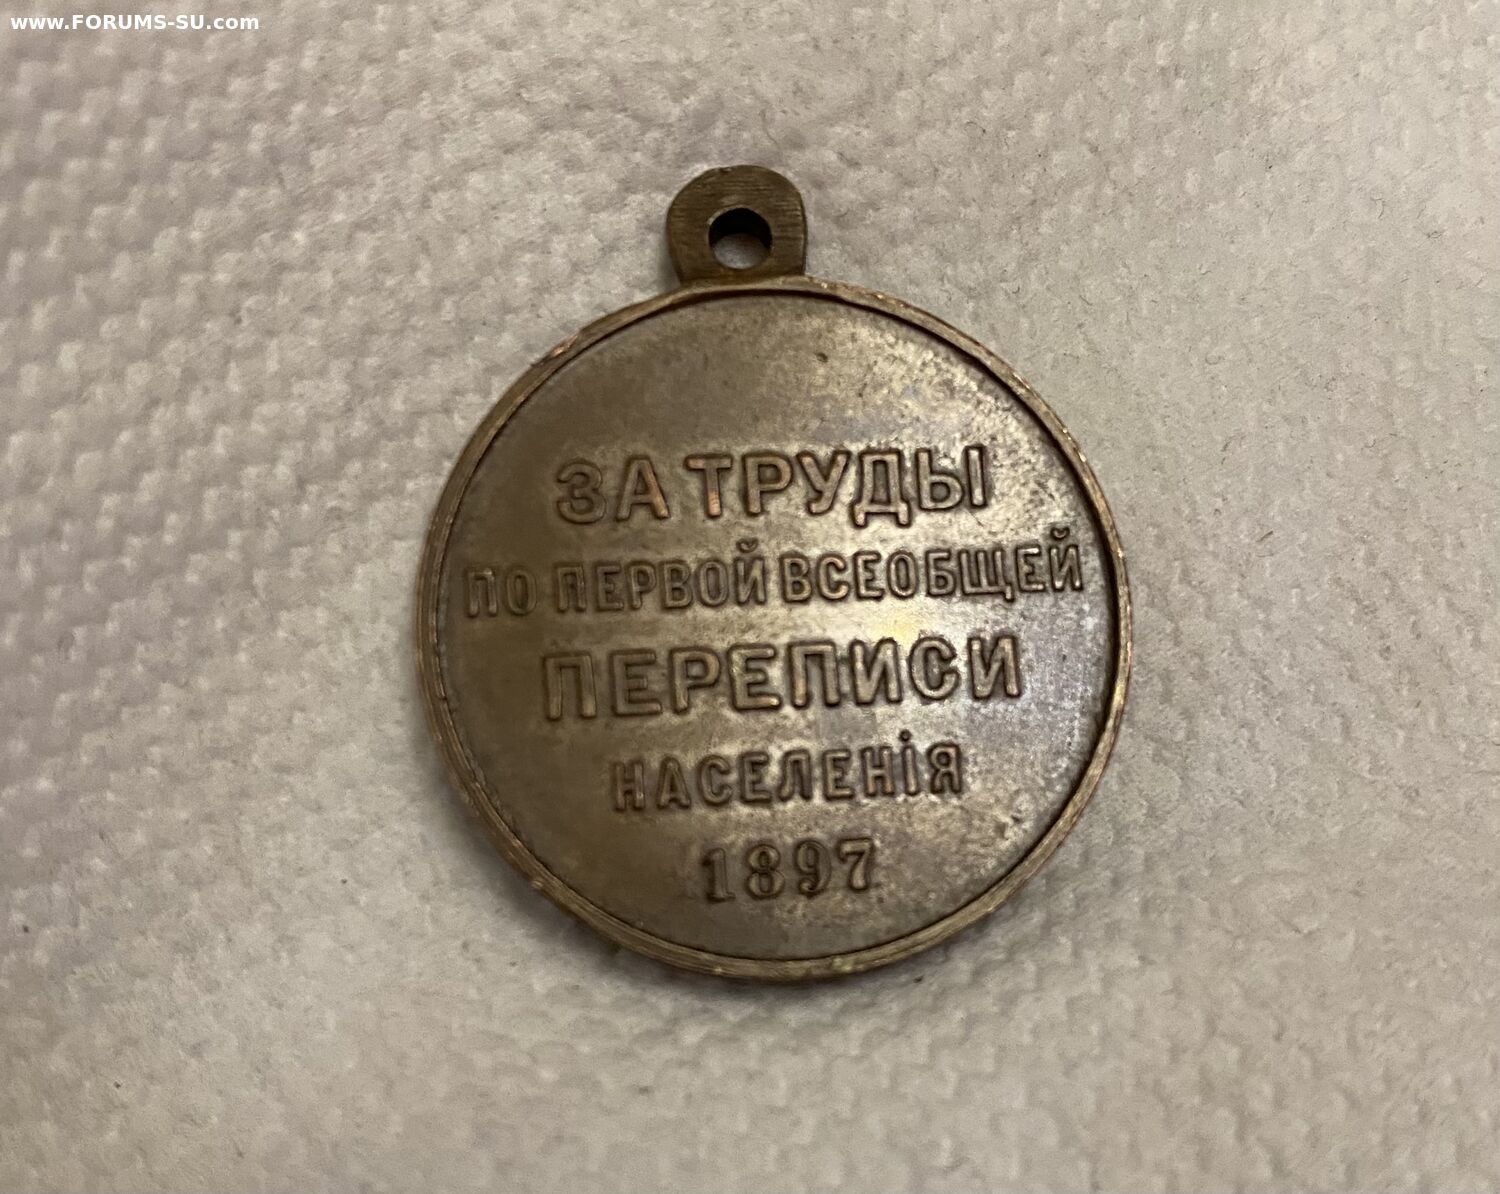 www.FORUMS-SU.com
ЗА ТРУДЫ
ПО ПЕРВОЙ ВСЕОБЩЕЙ
ПЕРЕПИСИ
НАСЕЛЕНІЯ
1897